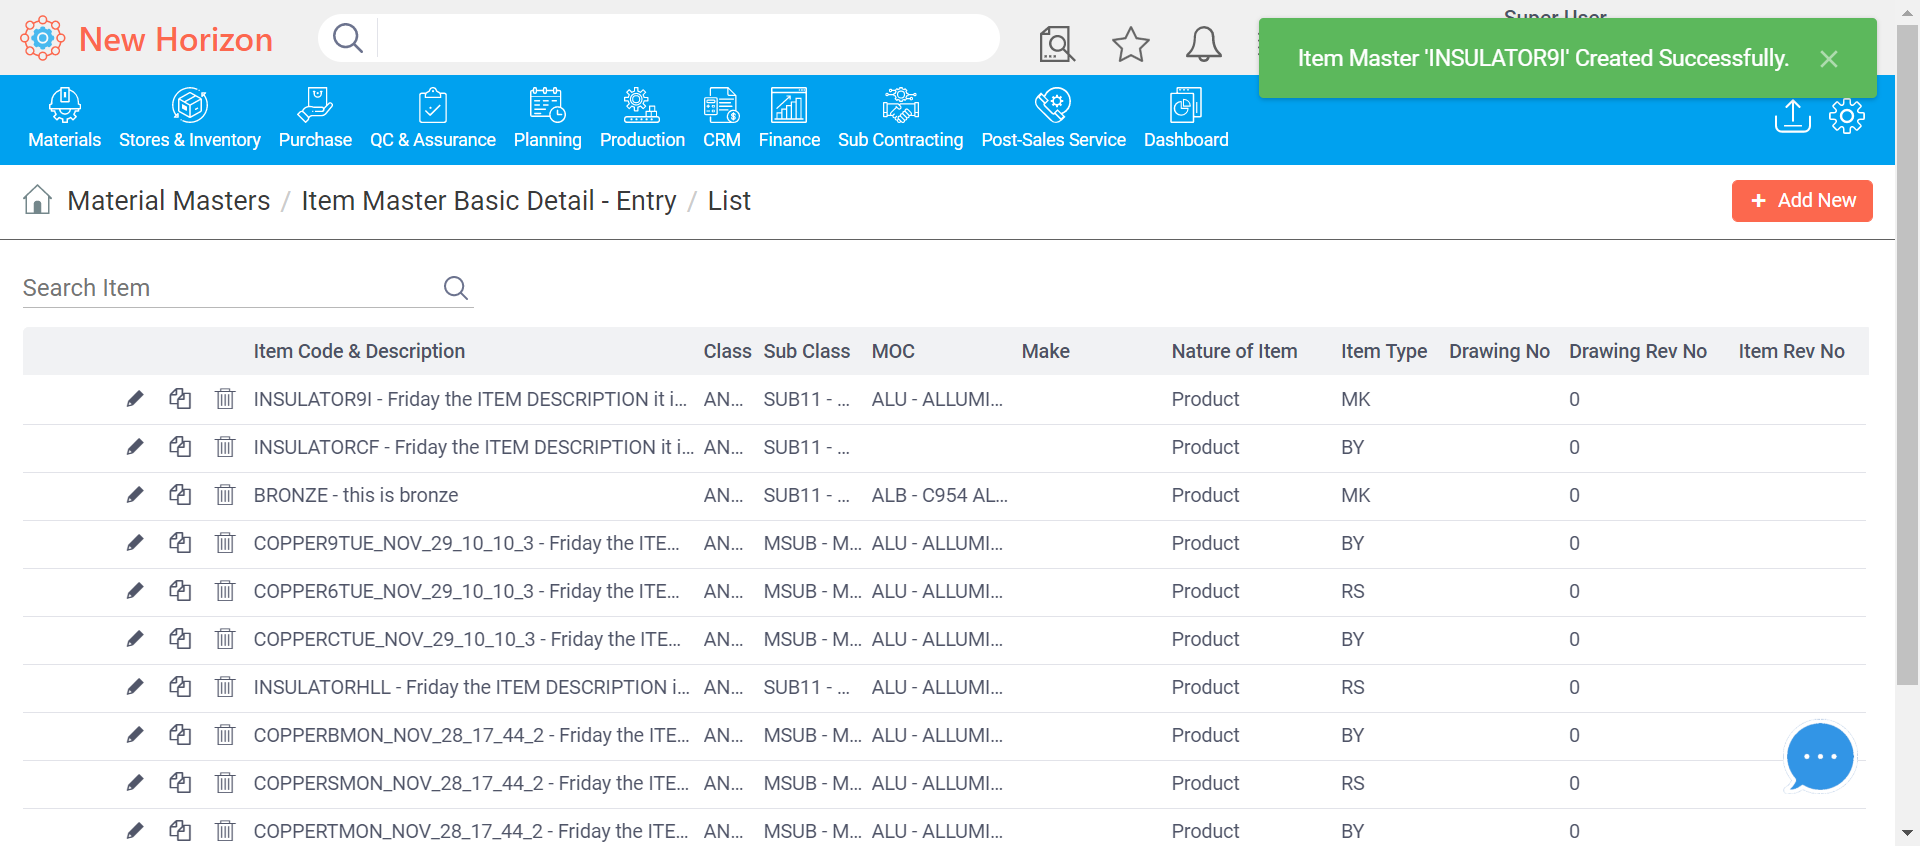 New Horizon
Super User
Item Master 'INSULATOR9I' Created Successfully.
Materials Stores & Inventory Purchase QC & Assurance Planning Production CRM Finance Sub Contracting Post-Sales Service Dashboard
Material Masters / Item Master Basic Detail - Entry / List
+ Add New
Search Item
Item Code & Description Class Sub Class MOC Make Nature of Item Item Type Drawing No Drawing Rev No Item Rev No
INSULATOR9I - Friday the ITEM DESCRIPTION it i... AN... SUB11 - ... ALU - ALLUMI... Product MK 0
INSULATORCF - Friday the ITEM DESCRIPTION it i... AN... SUB11 - ... Product BY 0
BRONZE - this is bronze AN... SUB11 - ... ALB - C954 AL... Product MK 0
COPPER9TUE_NOV_29_10_10_3 - Friday the ITE... AN... MSUB - M... ALU - ALLUMI... Product BY 0
COPPER6TUE_NOV_29_10_10_3 - Friday the ITE... AN... MSUB - M... ALU - ALLUMI... Product RS 0
COPPERCTUE_NOV_29_10_10_3 - Friday the ITE... AN... MSUB - M... ALU - ALLUMI... Product BY 0
INSULATORHLL - Friday the ITEM DESCRIPTION i... AN... SUB11 - ... ALU - ALLUMI... Product RS 0
COPPERBMON_NOV_28_17_44_2 - Friday the ITE... AN... MSUB - M... ALU - ALLUMI... Product BY 0
COPPERSMON_NOV_28_17_44_2 - Friday the ITE... AN... MSUB - M... ALU - ALLUMI... Product RS 0
COPPERTMON_NOV_28_17_44_2 - Friday the ITE... AN... MSUB - M... ALU - ALLUMI... Product BY 0